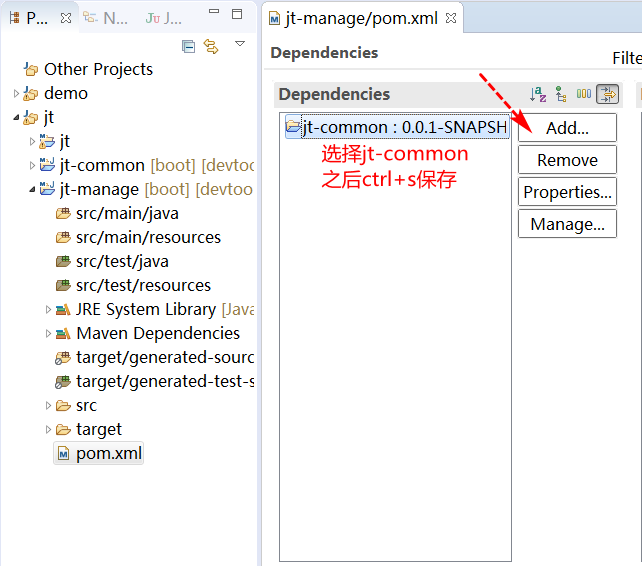 P...
N...
J...
Other Projects
demo
jt
jt
jt-common [boot] [devtoo
jt-manage [boot] [devtoo
src/main/java
src/main/resources
src/test/java
src/test/resources
JRE System Library [Java
Maven Dependencies
target/generated-sourc
target/generated-test-s
src
target
pom.xml
jt-manage/pom.xml
Dependencies
Filte
Dependencies
jt-common : 0.0.1-SNAPSH
选择jt-common
之后ctrl+s保存
Add...
Remove
Properties...
Manage...